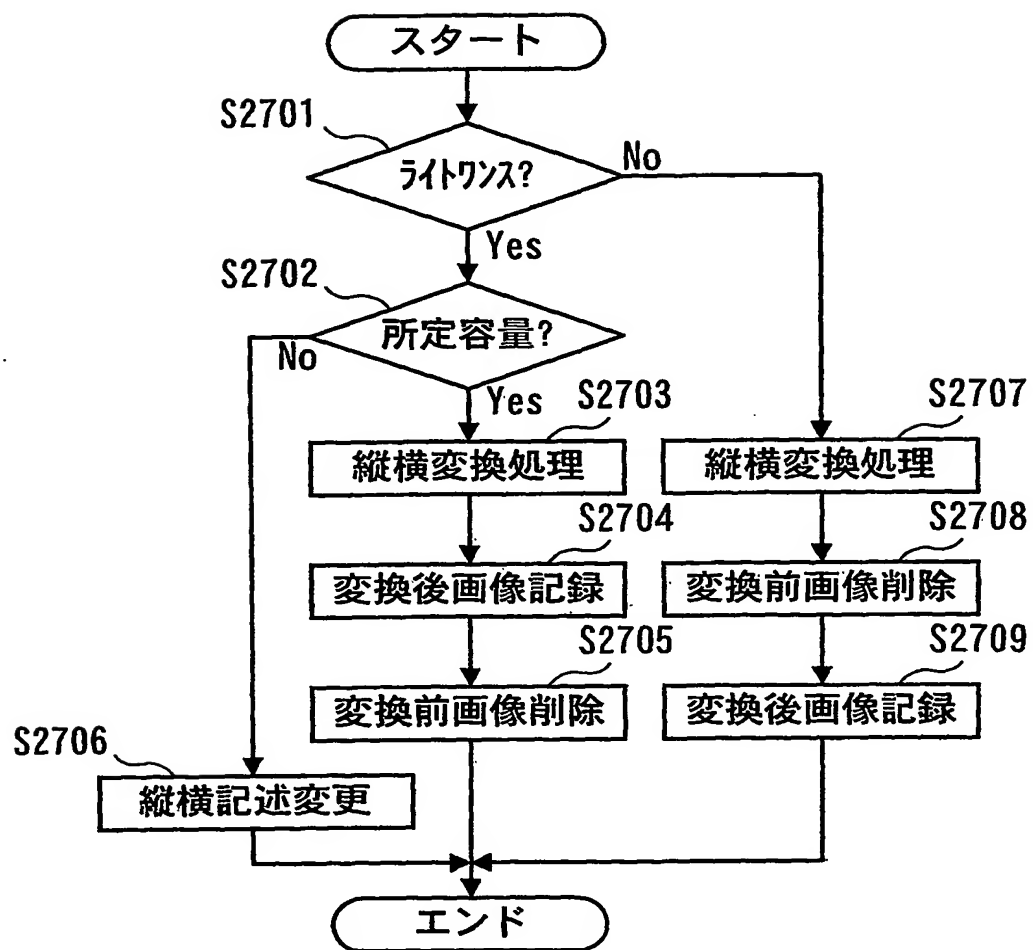 スタート
S2701
ライトワンス?
No
Yes
S2702
所定容量?
No
Yes
S2703
縦横変換処理
S2704
変換後画像記録
S2705
変換前画像削除
S2706
縦横記述変更
S2707
縦横変換処理
S2708
変換前画像削除
S2709
変換後画像記録
エンド